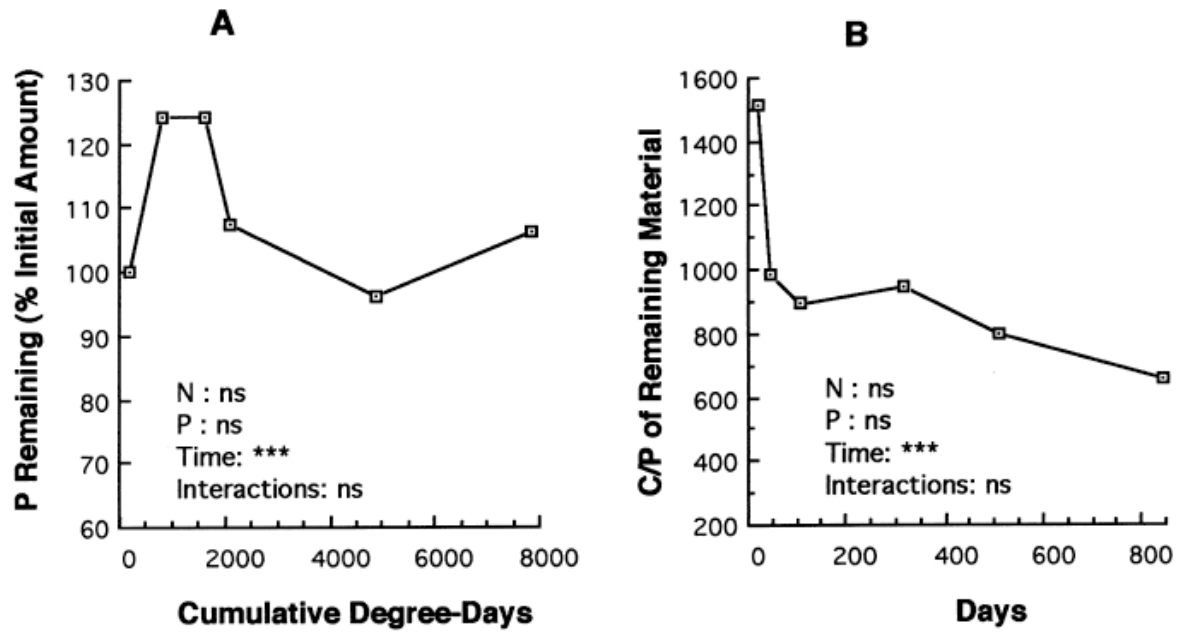 A
P Remaining (% Initial Amount)
130
120
110
100
90
80
70
60
N : ns
P : ns
Time: ***
Interactions: ns
0
2000
4000
6000
8000
Cumulative Degree-Days
B
C/P of Remaining Material
1600
1400
1200
1000
800
600
400
200
N : ns
P : ns
Time: ***
Interactions: ns
0
200
400
600
800
Days